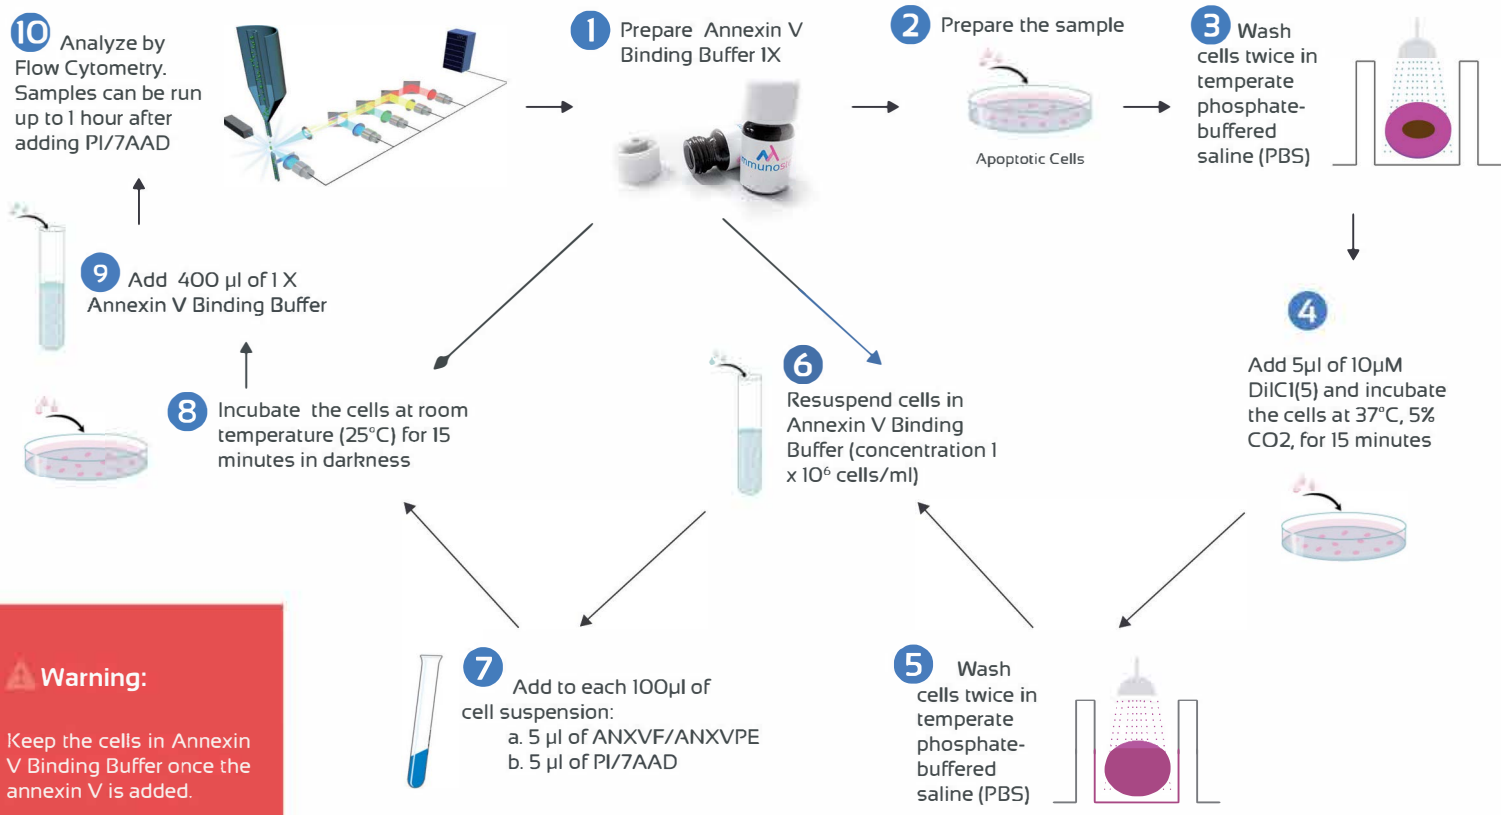 1 Prepare Annexin V
Binding Buffer 1X
mmunos
2 Prepare the sample
Apoptotic Cells
3 Wash
cells twice in
temperate
phosphate-
buffered
saline (PBS)
4
Add 5µl of 10µM
DilC1(5) and incubate
the cells at 37°C, 5%
CO2, for 15 minutes
5 Wash
cells twice in
temperate
phosphate-
buffered
saline (PBS)
6
Resuspend cells in
Annexin V Binding
Buffer (concentration 1
x 10⁶ cells/ml)
7 Add to each 100µl of
cell suspension:
a. 5 µl of ANXVF/ANXVPE
b. 5 µl of PI/7AAD
8 Incubate the cells at room
temperature (25°C) for 15
minutes in darkness
9 Add 400 µl of 1 X
Annexin V Binding Buffer
10 Analyze by
Flow Cytometry.
Samples can be run
up to 1 hour after
adding PI/7AAD
Warning:
Keep the cells in Annexin
V Binding Buffer once the
annexin V is added.